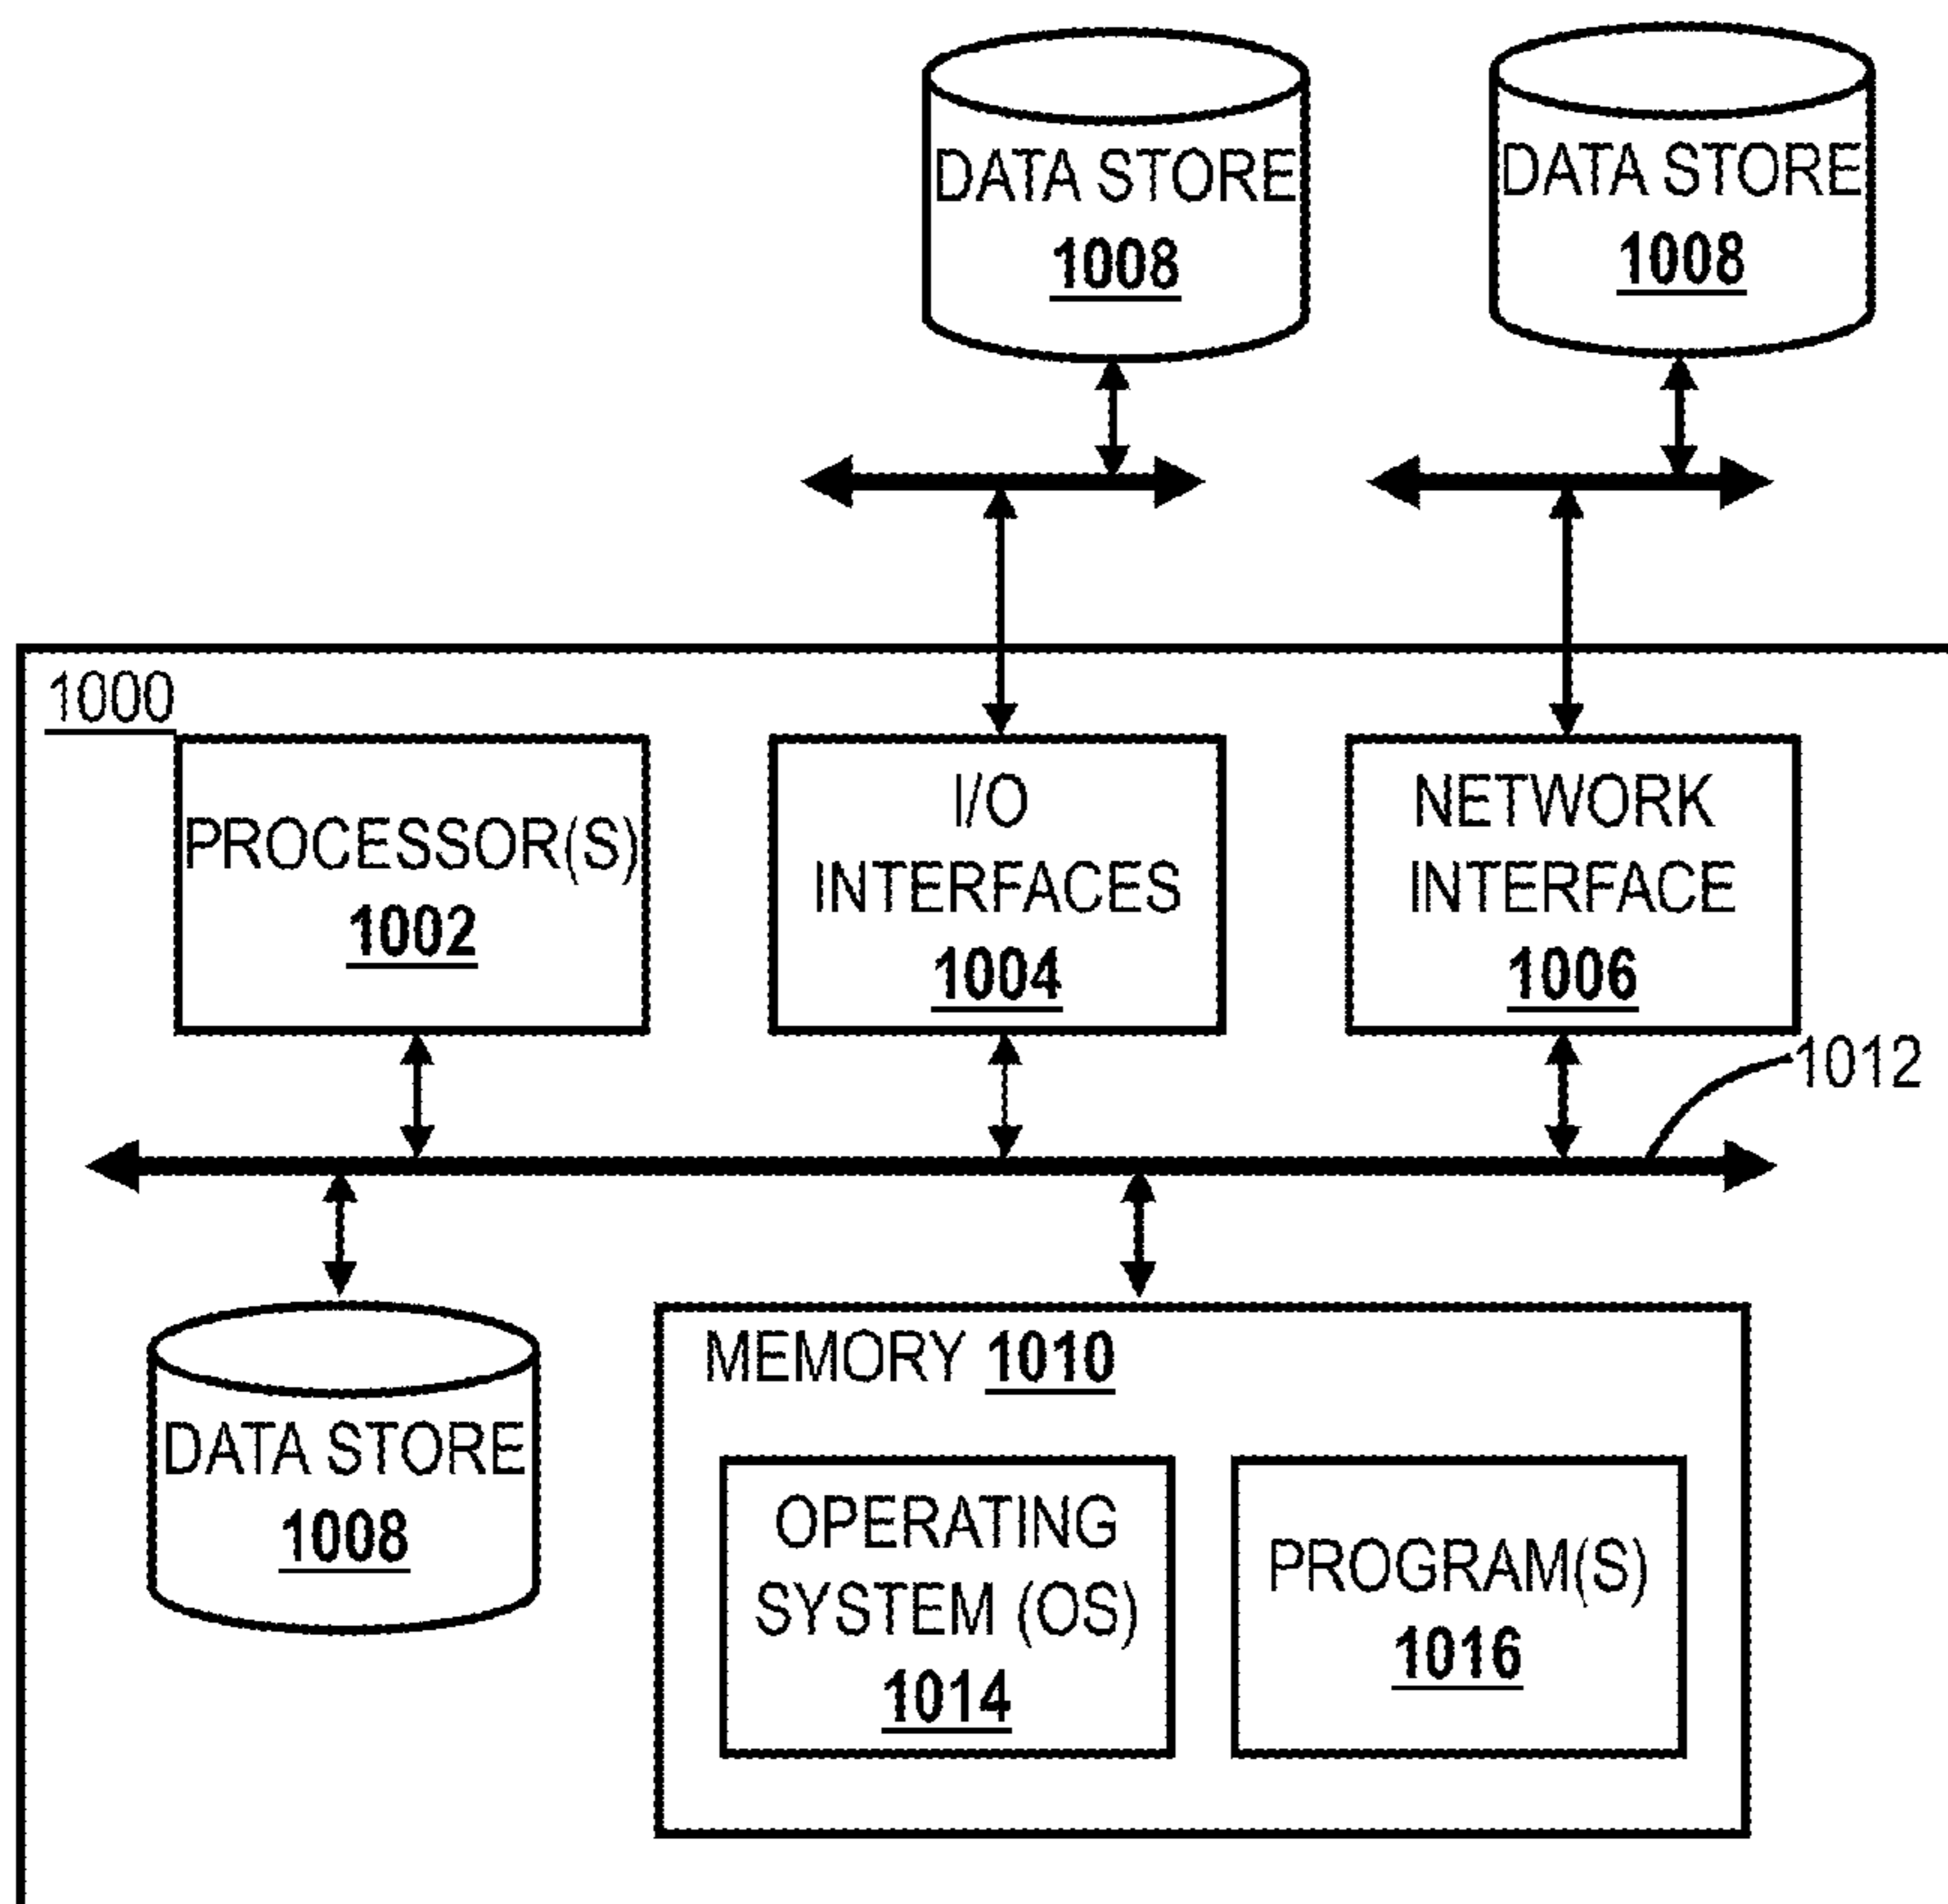 DATA STORE
1008
DATA STORE
1008
1000
PROCESSOR(S)
1002
I/O
INTERFACES
1004
NETWORK
INTERFACE
1006
1012
DATA STORE
1008
MEMORY 1010
OPERATING
SYSTEM (OS)
1014
PROGRAM(S)
1016